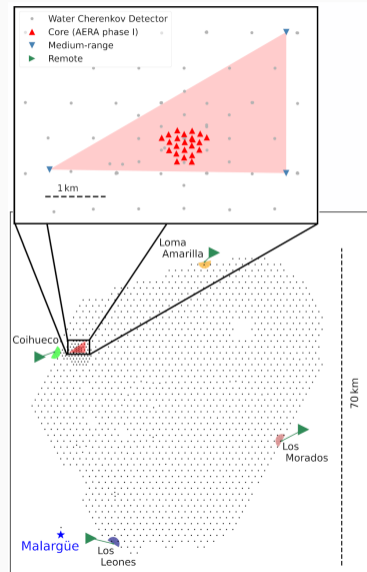 Water Cherenkov Detector
Core (AERA phase I)
Medium-range
Remote
1 km
Loma
Amarilla
Coihueco
70 km
Los
Morados
Malargüe
Los
Leones